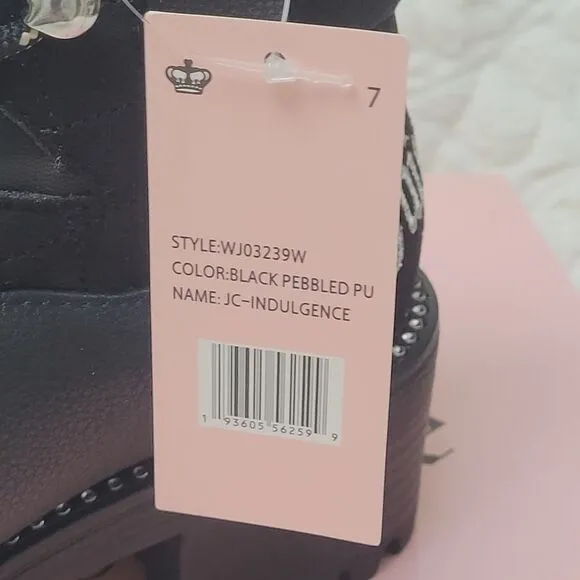 7
STYLE:WJ03239W
COLOR:BLACK PEBBLED PU
NAME: JC-INDULGENCE
1 93605 56259 9